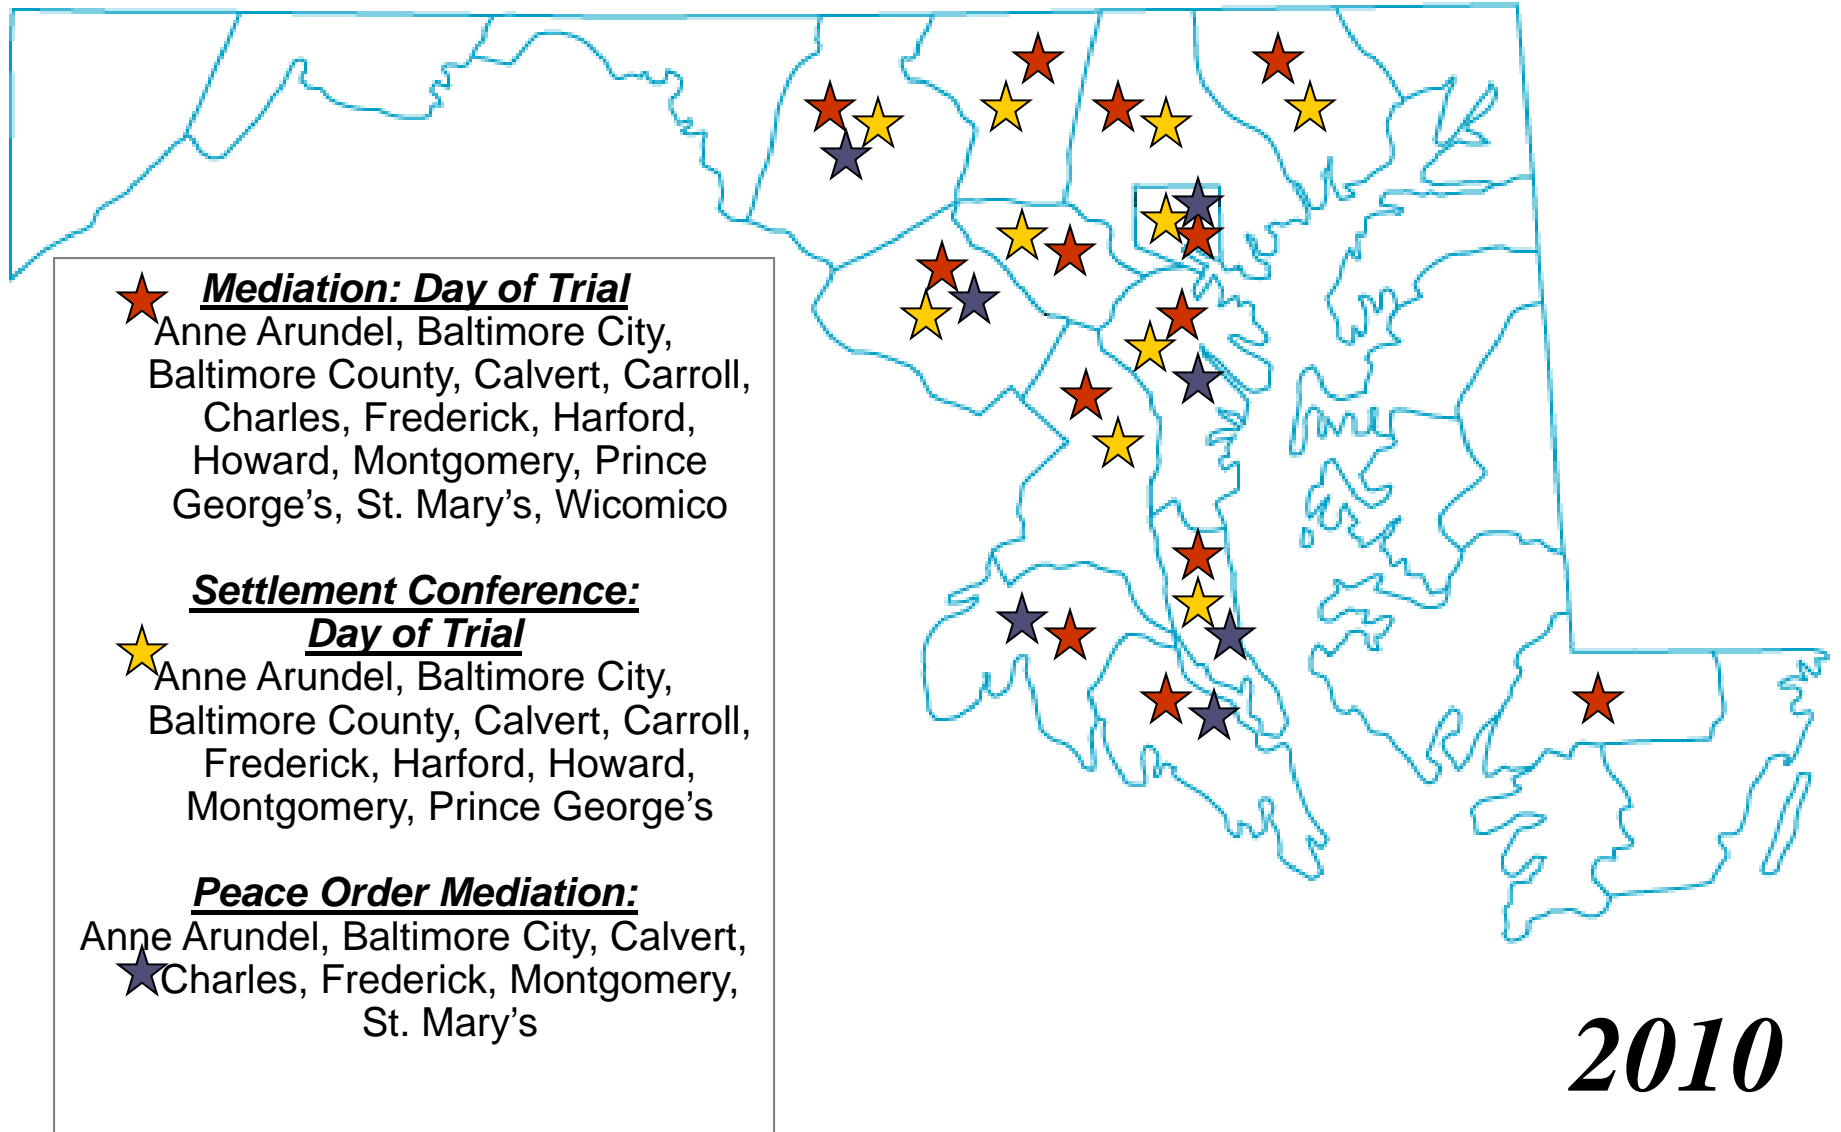 Mediation: Day of Trial
Anne Arundel, Baltimore City,
Baltimore County, Calvert, Carroll,
Charles, Frederick, Harford,
Howard, Montgomery, Prince
George’s, St. Mary’s, Wicomico
Settlement Conference:
Day of Trial
Anne Arundel, Baltimore City,
Baltimore County, Calvert, Carroll,
Frederick, Harford, Howard,
Montgomery, Prince George’s
Peace Order Mediation:
Anne Arundel, Baltimore City, Calvert,
Charles, Frederick, Montgomery,
St. Mary’s
2010